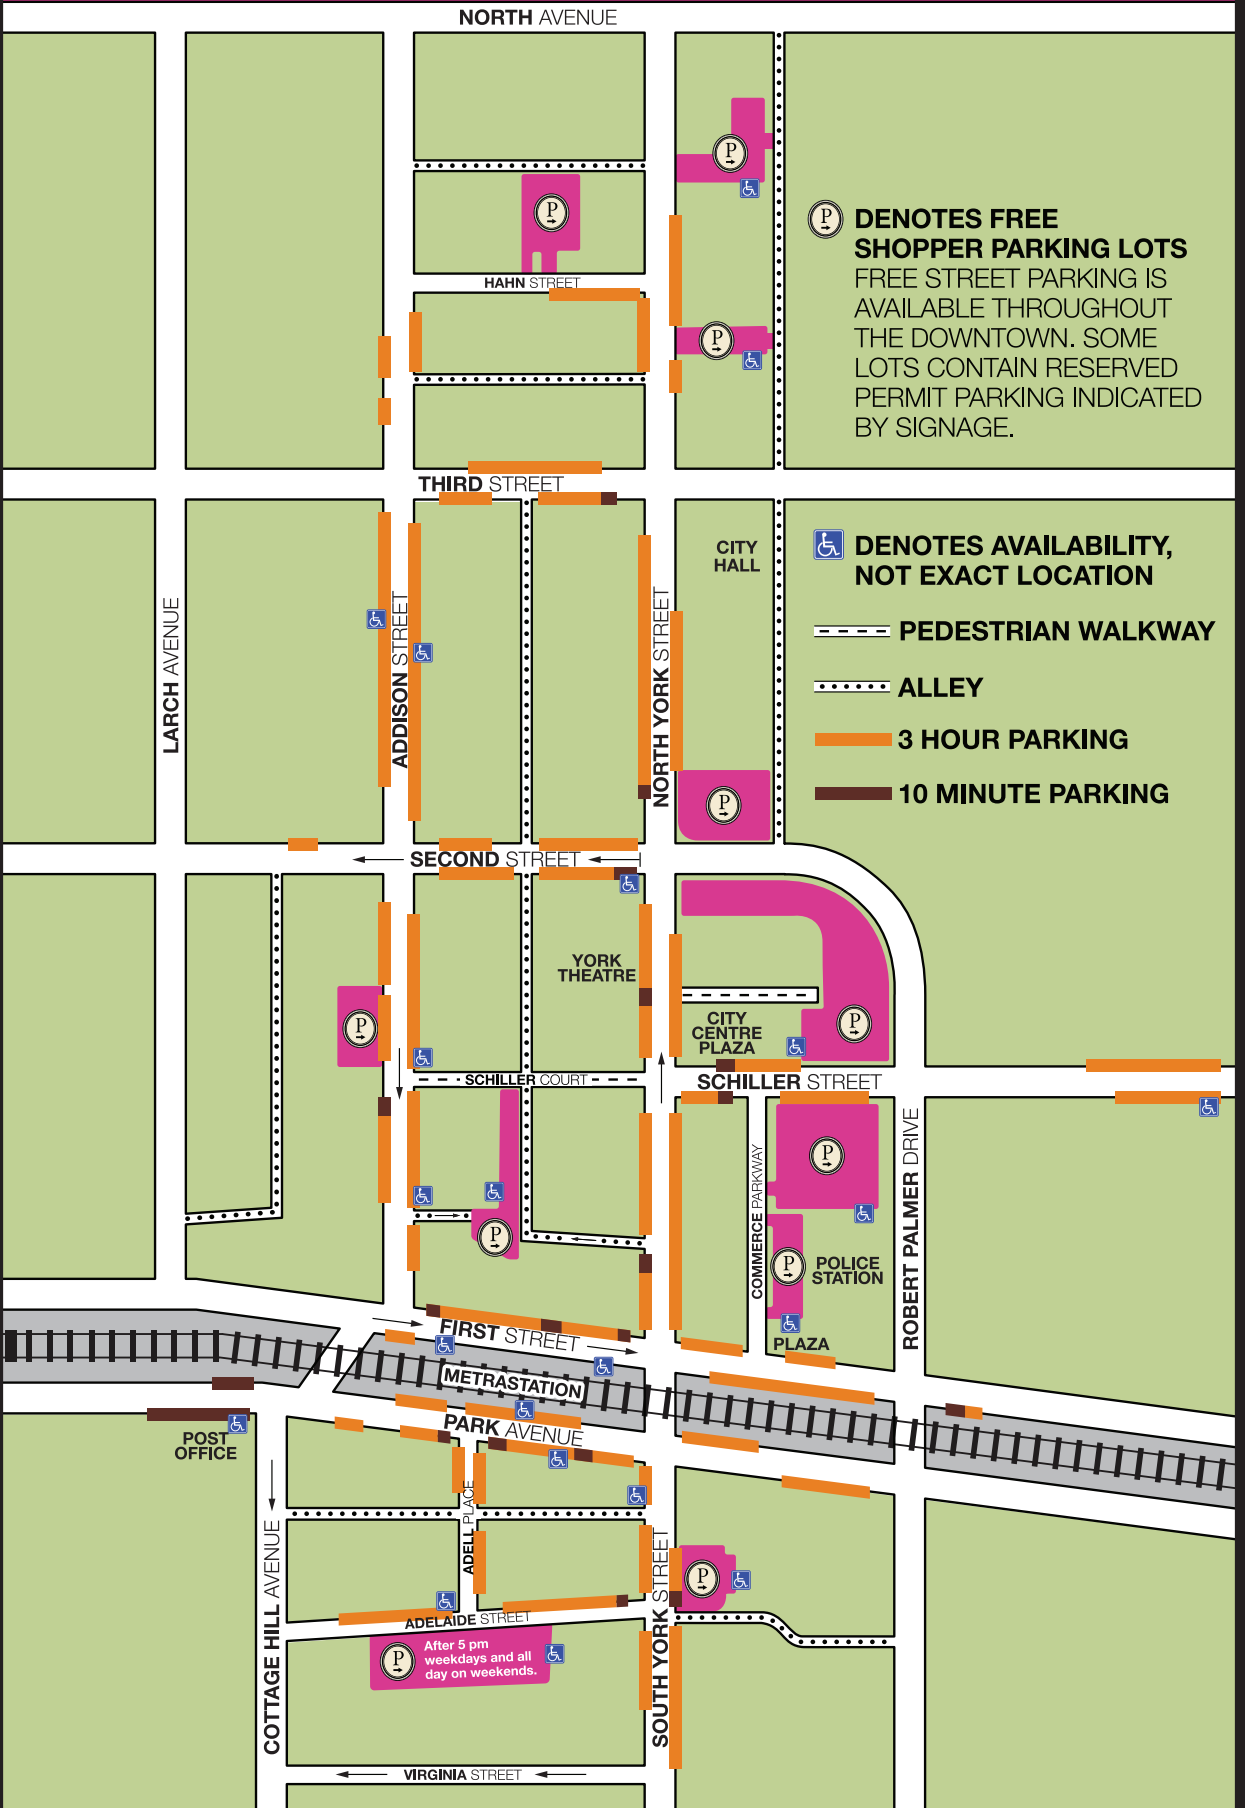 NORTH AVENUE
P
P
P
DENOTES FREE
SHOPPER PARKING LOTS
FREE STREET PARKING IS
AVAILABLE THROUGHOUT
THE DOWNTOWN. SOME
LOTS CONTAIN RESERVED
PERMIT PARKING INDICATED
BY SIGNAGE.
HAHN STREET
P
THIRD STREET
CITY
HALL
DENOTES AVAILABILITY,
NOT EXACT LOCATION
PEDESTRIAN WALKWAY
ALLEY
3 HOUR PARKING
10 MINUTE PARKING
LARCH AVENUE
ADDISON STREET
NORTH YORK STREET
P
SECOND STREET
YORK
THEATRE
CITY
CENTRE
PLAZA
P
P
SCHILLER COURT
SCHILLER STREET
P
COMMERCE PARKWAY
ROBERT PALMER DRIVE
P
P
POLICE
STATION
PLAZA
FIRST STREET
METRA STATION
PARK AVENUE
POST
OFFICE
ADELL PLACE
COTTAGE HILL AVENUE
SOUTH YORK STREET
P
ADELAIDE STREET
P
After 5 pm
weekdays and all
day on weekends.
VIRGINIA STREET